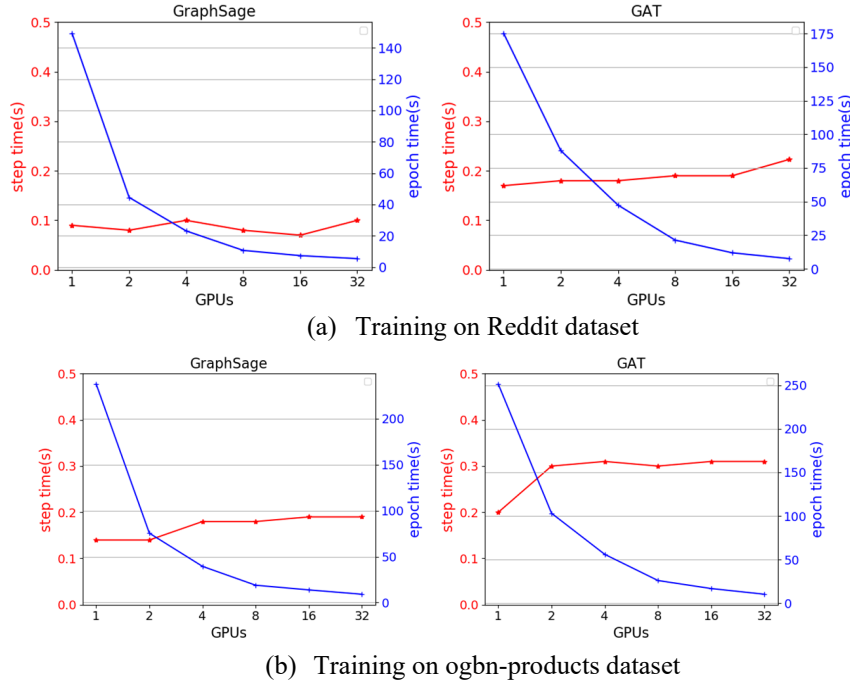 GraphSage
GAT
0.5
0.4
0.3
0.2
0.1
0.0
step time(s)
140
120
100
80
60
40
20
0
epoch time(s)
1 2 4 8 16 32
GPUs
0.5
0.4
0.3
0.2
0.1
0.0
step time(s)
175
150
125
100
75
50
25
0
epoch time(s)
1 2 4 8 16 32
GPUs
(a) Training on Reddit dataset
GraphSage
GAT
0.5
0.4
0.3
0.2
0.1
0.0
step time(s)
200
150
100
50
0
epoch time(s)
1 2 4 8 16 32
GPUs
0.5
0.4
0.3
0.2
0.1
0.0
step time(s)
250
200
150
100
50
0
epoch time(s)
1 2 4 8 16 32
GPUs
(b) Training on ogbn-products dataset